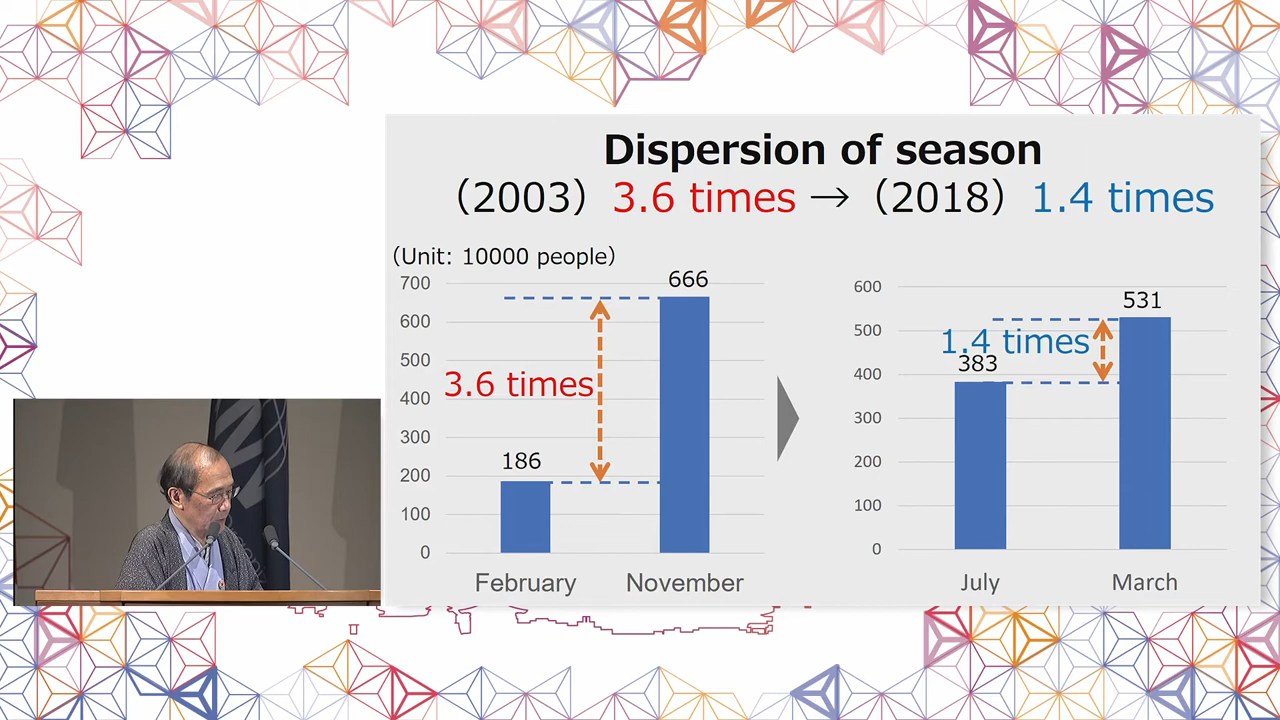 Dispersion of season
（2003）3.6 times →（2018）1.4 times
（Unit: 10000 people）
700
600
500
400
300
200
100
0
666
3.6 times
186
February
November
600
500
400
300
200
100
0
531
1.4 times
383
July
March